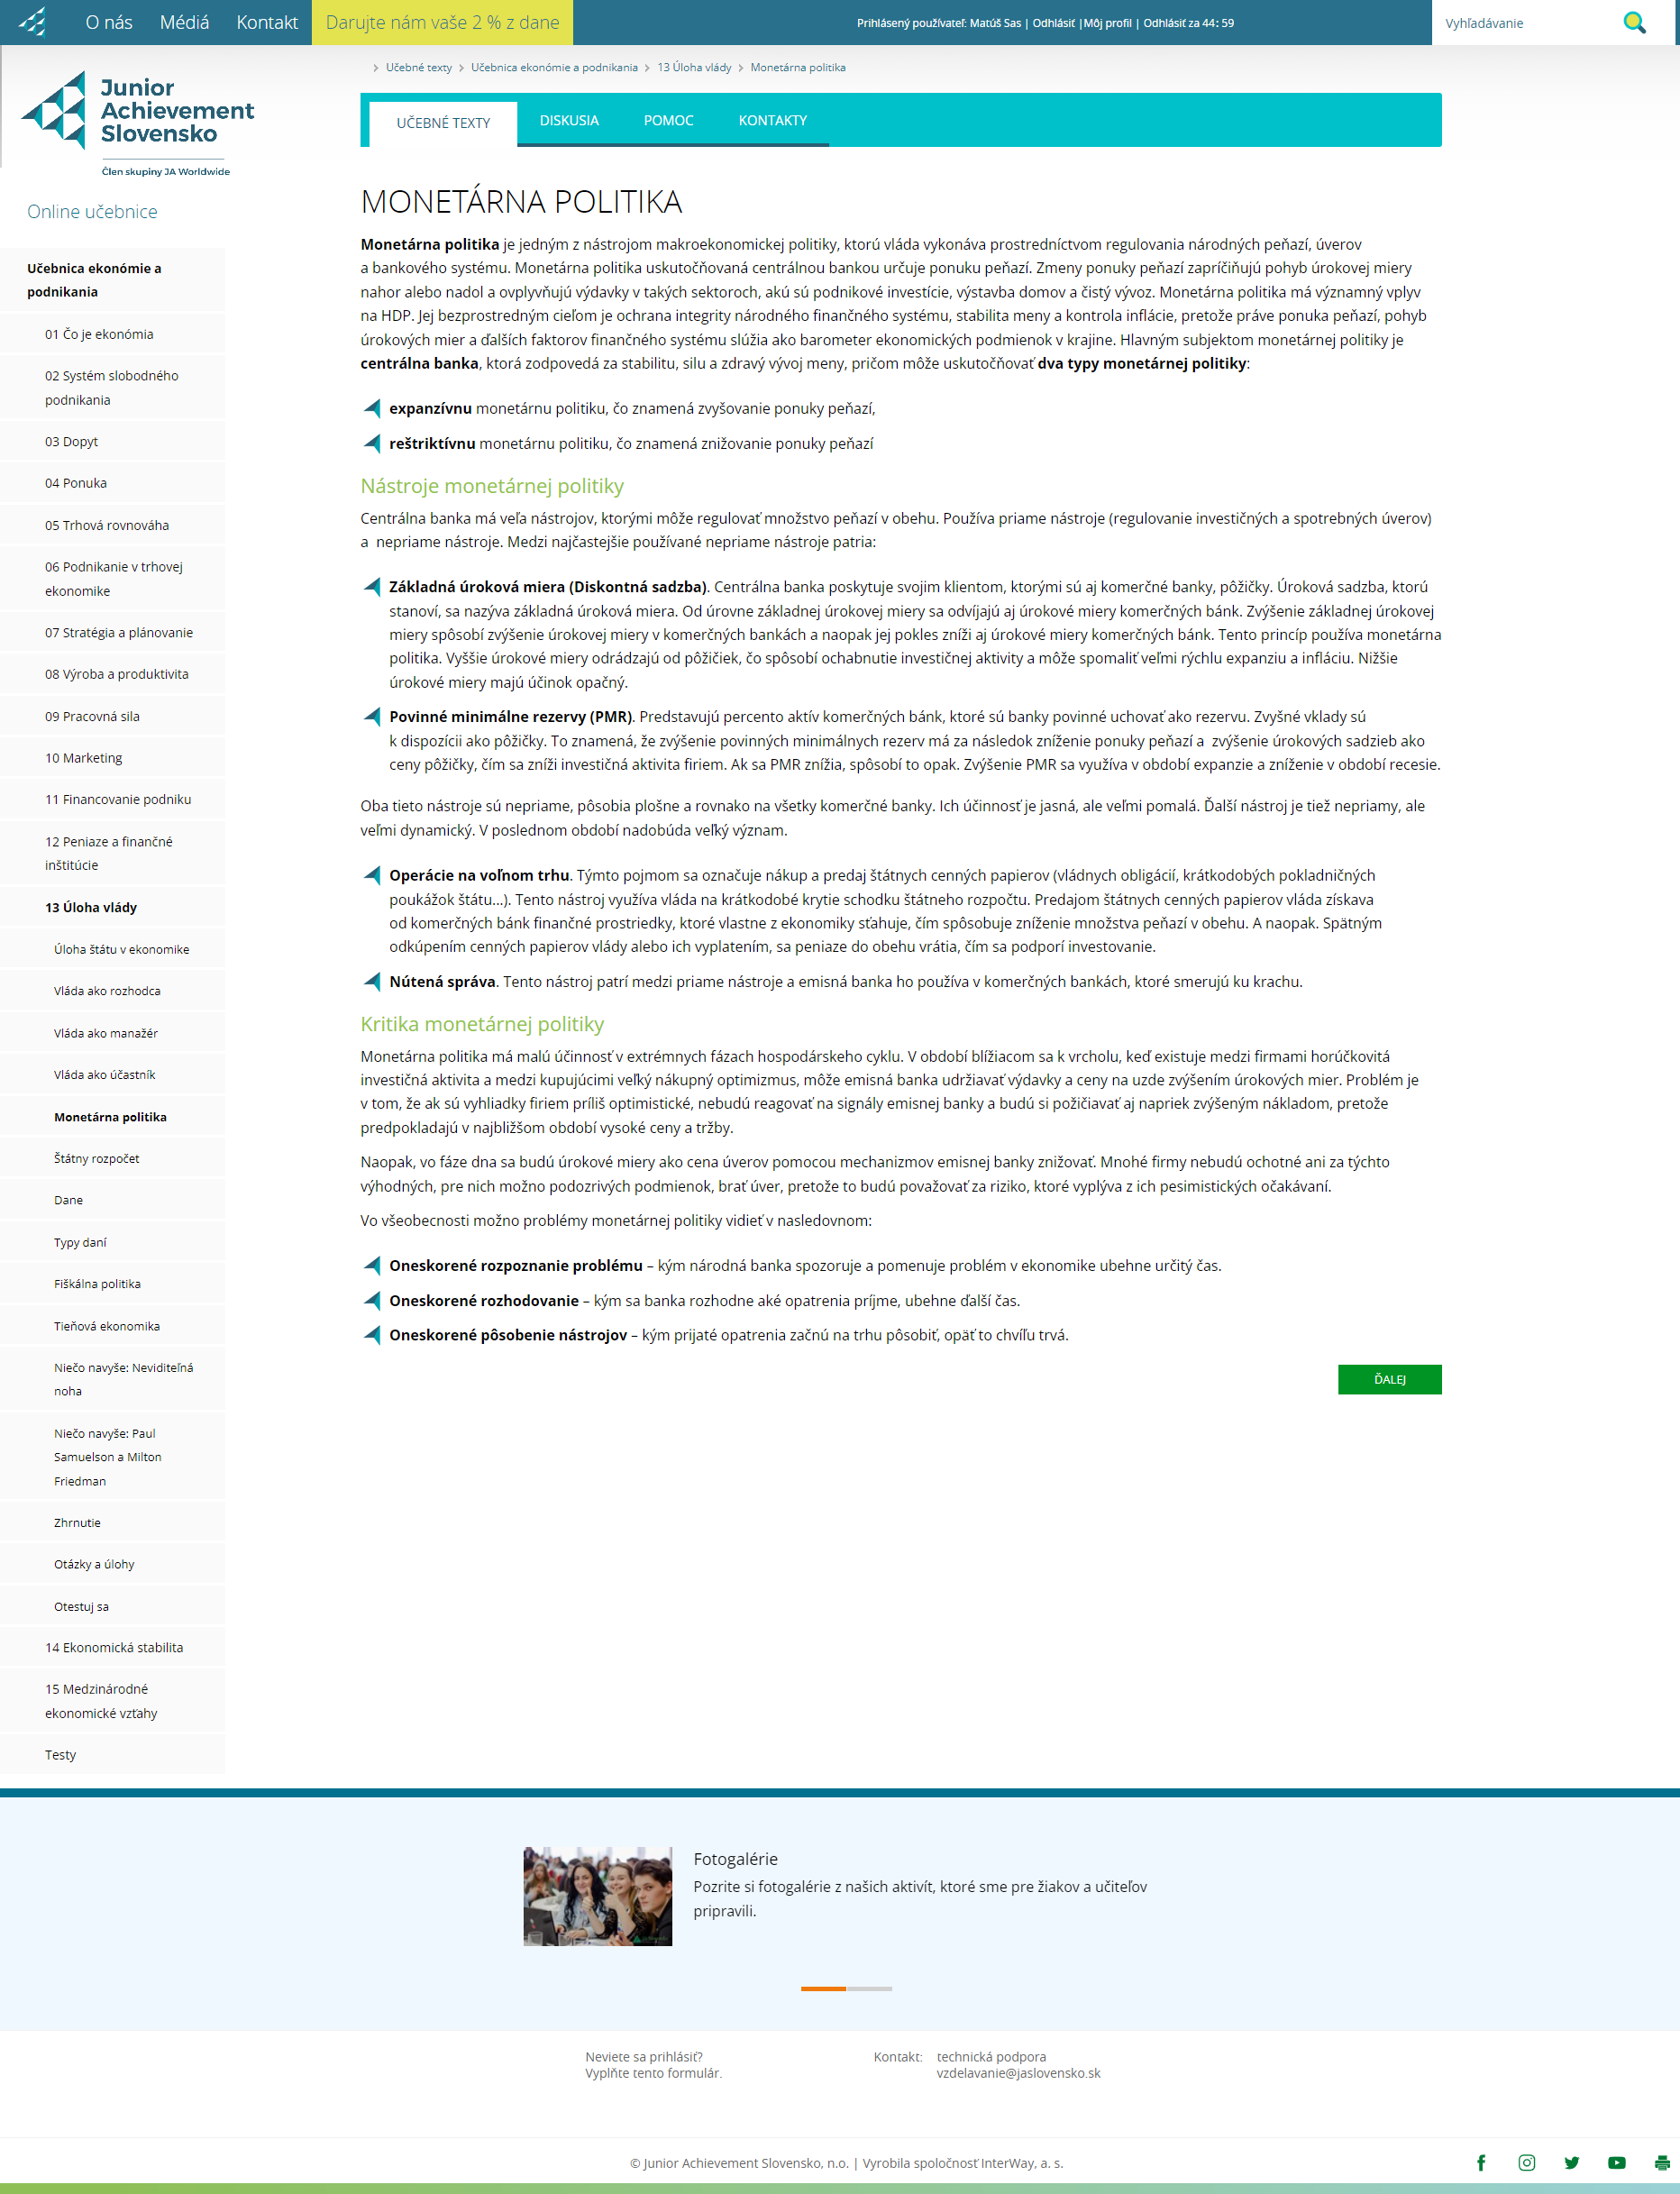 O nás Médiá Kontakt Darujte nám vaše 2 % z dane
Prihlásený používateľ: Matúš Sas | Odhlásiť |Môj profil | Odhlásiť za 44: 59
Vyhľadávanie
Junior
Achievement
Slovensko
Člen skupiny JA Worldwide
Učebné texty Učebnica ekonómie a podnikania 13 Úloha vlády Monetárna politika
UČEBNÉ TEXTY DISKUSIA POMOC KONTAKTY
Online učebnice
Učebnica ekonómie a
podnikania
01 Čo je ekonómia
02 Systém slobodného
podnikania
03 Dopyt
04 Ponuka
05 Trhová rovnováha
06 Podnikanie v trhovej
ekonomike
07 Stratégia a plánovanie
08 Výroba a produktivita
09 Pracovná sila
10 Marketing
11 Financovanie podniku
12 Peniaze a finančné
inštitúcie
13 Úloha vlády
Úloha štátu v ekonomike
Vláda ako rozhodca
Vláda ako manažér
Vláda ako účastník
Monetárna politika
Štátny rozpočet
Dane
Typy daní
Fiškálna politika
Tieňová ekonomika
Niečo navyše: Neviditeľná
noha
Niečo navyše: Paul
Samuelson a Milton
Friedman
Zhrnutie
Otázky a úlohy
Otestuj sa
14 Ekonomická stabilita
15 Medzinárodné
ekonomické vzťahy
Testy
MONETÁRNA POLITIKA
Monetárna politika je jedným z nástrojom makroekonomickej politiky, ktorú vláda vykonáva prostredníctvom regulovania národných peňazí, úverov
a bankového systému. Monetárna politika uskutočňovaná centrálnou bankou určuje ponuku peňazí. Zmeny ponuky peňazí zapríčiňujú pohyb úrokovej miery
nahor alebo nadol a ovplyvňujú výdavky v takých sektoroch, akú sú podnikové investície, výstavba domov a čistý vývoz. Monetárna politika má významný vplyv
na HDP. Jej bezprostredným cieľom je ochrana integrity národného finančného systému, stabilita meny a kontrola inflácie, pretože práve ponuka peňazí, pohyb
úrokových mier a ďalších faktorov finančného systému slúžia ako barometer ekonomických podmienok v krajine. Hlavným subjektom monetárnej politiky je
centrálna banka, ktorá zodpovedá za stabilitu, silu a zdravý vývoj meny, pričom môže uskutočňovať dva typy monetárnej politiky:
expanzívnu monetárnu politiku, čo znamená zvyšovanie ponuky peňazí,
reštriktívnu monetárnu politiku, čo znamená znižovanie ponuky peňazí
Nástroje monetárnej politiky
Centrálna banka má veľa nástrojov, ktorými môže regulovať množstvo peňazí v obehu. Používa priame nástroje (regulovanie investičných a spotrebných úverov)
a  nepriame nástroje. Medzi najčastejšie používané nepriame nástroje patria:
Základná úroková miera (Diskontná sadzba). Centrálna banka poskytuje svojim klientom, ktorými sú aj komerčné banky, pôžičky. Úroková sadzba, ktorú
stanoví, sa nazýva základná úroková miera. Od úrovne základnej úrokovej miery sa odvíjajú aj úrokové miery komerčných bánk. Zvýšenie základnej úrokovej
miery spôsobí zvýšenie úrokovej miery v komerčných bankách a naopak jej pokles zníži aj úrokové miery komerčných bánk. Tento princíp používa monetárna
politika. Vyššie úrokové miery odrádzajú od pôžičiek, čo spôsobí ochabnutie investičnej aktivity a môže spomaliť veľmi rýchlu expanziu a infláciu. Nižšie
úrokové miery majú účinok opačný.
Povinné minimálne rezervy (PMR). Predstavujú percento aktív komerčných bánk, ktoré sú banky povinné uchovať ako rezervu. Zvyšné vklady sú
k dispozícii ako pôžičky. To znamená, že zvýšenie povinných minimálnych rezerv má za následok zníženie ponuky peňazí a  zvýšenie úrokových sadzieb ako
ceny pôžičky, čím sa zníži investičná aktivita firiem. Ak sa PMR znížia, spôsobí to opak. Zvýšenie PMR sa využíva v období expanzie a zníženie v období recesie.
Oba tieto nástroje sú nepriame, pôsobia plošne a rovnako na všetky komerčné banky. Ich účinnosť je jasná, ale veľmi pomalá. Ďalší nástroj je tiež nepriamy, ale
veľmi dynamický. V poslednom období nadobúda veľký význam.
Operácie na voľnom trhu. Týmto pojmom sa označuje nákup a predaj štátnych cenných papierov (vládnych obligácií, krátkodobých pokladničných
poukážok štátu...). Tento nástroj využíva vláda na krátkodobé krytie schodku štátneho rozpočtu. Predajom štátnych cenných papierov vláda získava
od komerčných bánk finančné prostriedky, ktoré vlastne z ekonomiky sťahuje, čím spôsobuje zníženie množstva peňazí v obehu. A naopak. Spätným
odkúpením cenných papierov vlády alebo ich vyplatením, sa peniaze do obehu vrátia, čím sa podporí investovanie.
Nútená správa. Tento nástroj patrí medzi priame nástroje a emisná banka ho používa v komerčných bankách, ktoré smerujú ku krachu.
Kritika monetárnej politiky
Monetárna politika má malú účinnosť v extrémnych fázach hospodárskeho cyklu. V období blížiacom sa k vrcholu, keď existuje medzi firmami horúčkovitá
investičná aktivita a medzi kupujúcimi veľký nákupný optimizmus, môže emisná banka udržiavať výdavky a ceny na uzde zvýšením úrokových mier. Problém je
v tom, že ak sú vyhliadky firiem príliš optimistické, nebudú reagovať na signály emisnej banky a budú si požičiavať aj napriek zvýšeným nákladom, pretože
predpokladajú v najbližšom období vysoké ceny a tržby.
Naopak, vo fáze dna sa budú úrokové miery ako cena úverov pomocou mechanizmov emisnej banky znižovať. Mnohé firmy nebudú ochotné ani za týchto
výhodných, pre nich možno podozrivých podmienok, brať úver, pretože to budú považovať za riziko, ktoré vyplýva z ich pesimistických očakávaní.
Vo všeobecnosti možno problémy monetárnej politiky vidieť v nasledovnom:
Oneskorené rozpoznanie problému – kým národná banka spozoruje a pomenuje problém v ekonomike ubehne určitý čas.
Oneskorené rozhodovanie – kým sa banka rozhodne aké opatrenia príjme, ubehne ďalší čas.
Oneskorené pôsobenie nástrojov – kým prijaté opatrenia začnú na trhu pôsobiť, opäť to chvíľu trvá.
ĎALEJ
Fotogalérie
Pozrite si fotogalérie z našich aktivít, ktoré sme pre žiakov a učiteľov
pripravili.
Neviete sa prihlásiť?
Vyplňte tento formulár.
Kontakt: technická podpora
vzdelavanie@jaslovensko.sk
© Junior Achievement Slovensko, n.o. | Vyrobila spoločnosť InterWay, a. s.